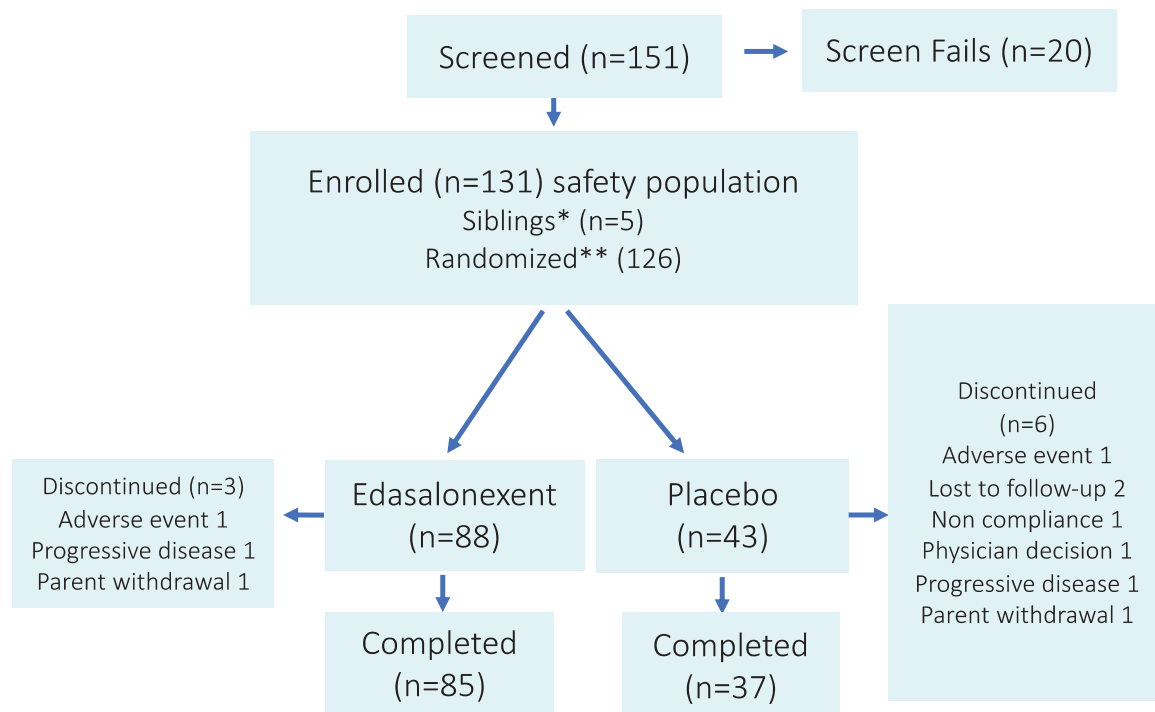 Screened (n=151)
Screen Fails (n=20)
Enrolled (n=131) safety population
Siblings* (n=5)
Randomized** (126)
Discontinued (n=3)
Adverse event 1
Progressive disease 1
Parent withdrawal 1
Edasalonexent
(n=88)
Placebo
(n=43)
Discontinued
(n=6)
Adverse event 1
Lost to follow-up 2
Non compliance 1
Physician decision 1
Progressive disease 1
Parent withdrawal 1
Completed
(n=85)
Completed
(n=37)